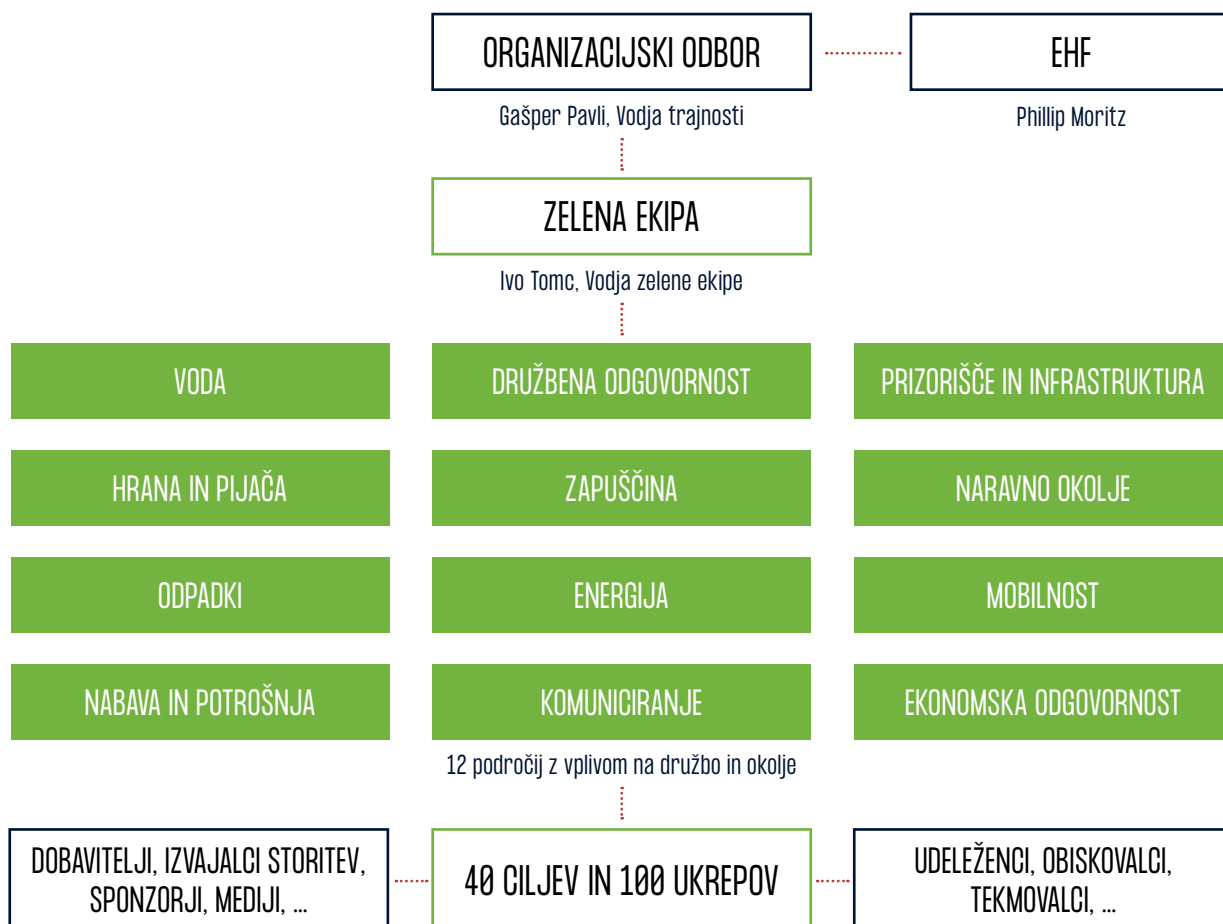 ORGANIZACIJSKI ODBOR
EHF
Gašper Pavli, Vodja trajnosti
Phillip Moritz
ZELENA EKIPA
Ivo Tomc, Vodja zelene ekipe
VODA
DRUŽBENA ODGOVORNOST
PRIZORIŠČE IN INFRASTRUKTURA
HRANA IN PIJAČA
ZAPUŠČINA
NARAVNO OKOLJE
ODPADKI
ENERGIJA
MOBILNOST
NABAVA IN POTROŠNJA
KOMUNICIRANJE
EKONOMSKA ODGOVORNOST
12 področij z vplivom na družbo in okolje
DOBAVITELJI, IZVAJALCI STORITEV,
SPONZORJI, MEDIJI, ...
40 CILJEV IN 100 UKREPOV
UDELEŽENCI, OBISKOVALCI,
TEKMOVALCI, ...